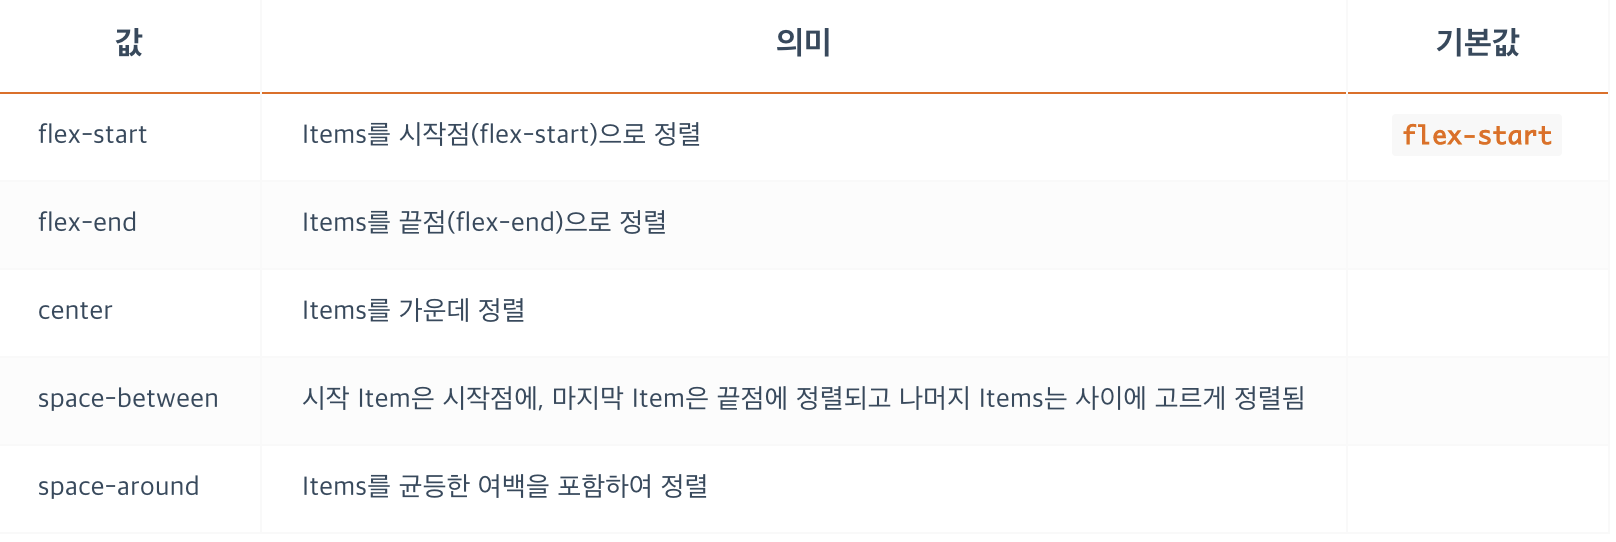 값 의미 기본값
flex-start Items를 시작점(flex-start)으로 정렬 flex-start
flex-end Items를 끝점(flex-end)으로 정렬
center Items를 가운데 정렬
space-between 시작 Item은 시작점에, 마지막 Item은 끝점에 정렬되고 나머지 Items는 사이에 고르게 정렬됨
space-around Items를 균등한 여백을 포함하여 정렬